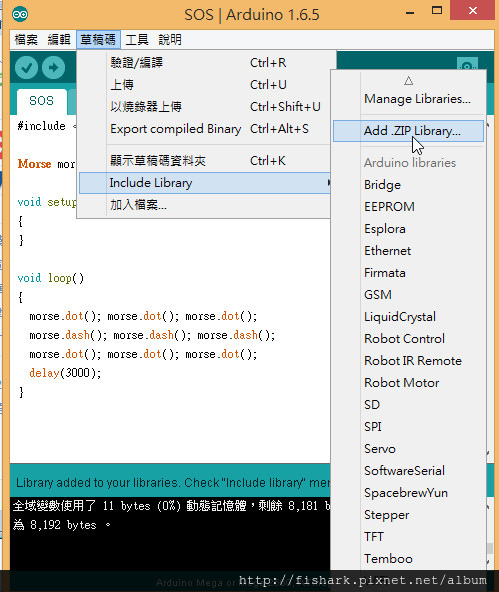 SOS | Arduino 1.6.5
檔案 編輯 草稿碼 工具 說明
驗證/編譯 Ctrl+R
上傳 Ctrl+U
以燒錄器上傳 Ctrl+Shift+U
Export compiled Binary Ctrl+Alt+S
顯示草稿碼資料夾 Ctrl+K
Include Library
加入檔案...
Manage Libraries...
Add .ZIP Library...
Arduino libraries
Bridge
EEPROM
Esplora
Ethernet
Firmata
GSM
LiquidCrystal
Robot Control
Robot IR Remote
Robot Motor
SD
SPI
Servo
SoftwareSerial
SpacebrewYun
Stepper
TFT
Temboo
SOS
#include <
Morse mor
void setup
{
}
void loop()
{
morse.dot(); morse.dot(); morse.dot();
morse.dash(); morse.dash(); morse.dash();
morse.dot(); morse.dot(); morse.dot();
delay(3000);
}
Library added to your libraries. Check "Include library" men
全域變數使用了 11 bytes (0%) 動態記憶體，剩餘 8,181 b
為 8,192 bytes 。
Arduino Mega or
http://fishark.pixnet.net/album